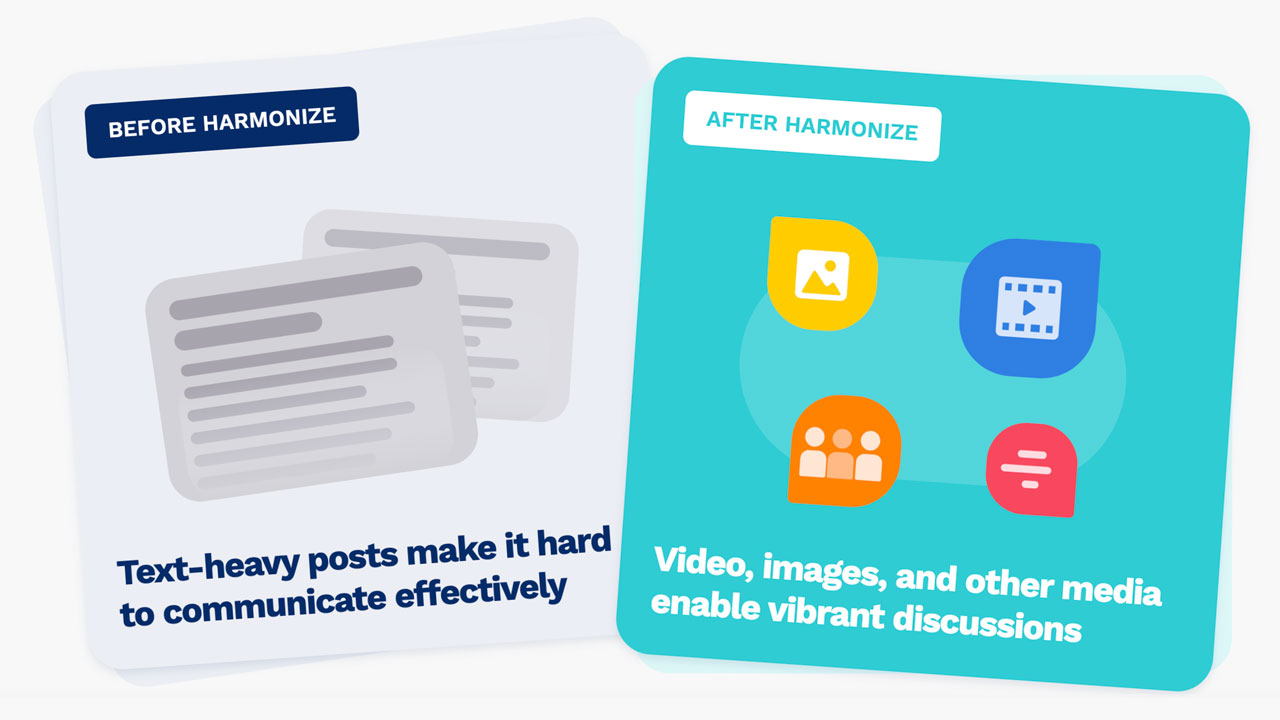 BEFORE HARMONIZE
Text-heavy posts make it hard
to communicate effectively
AFTER HARMONIZE
Video, images, and other media
enable vibrant discussions